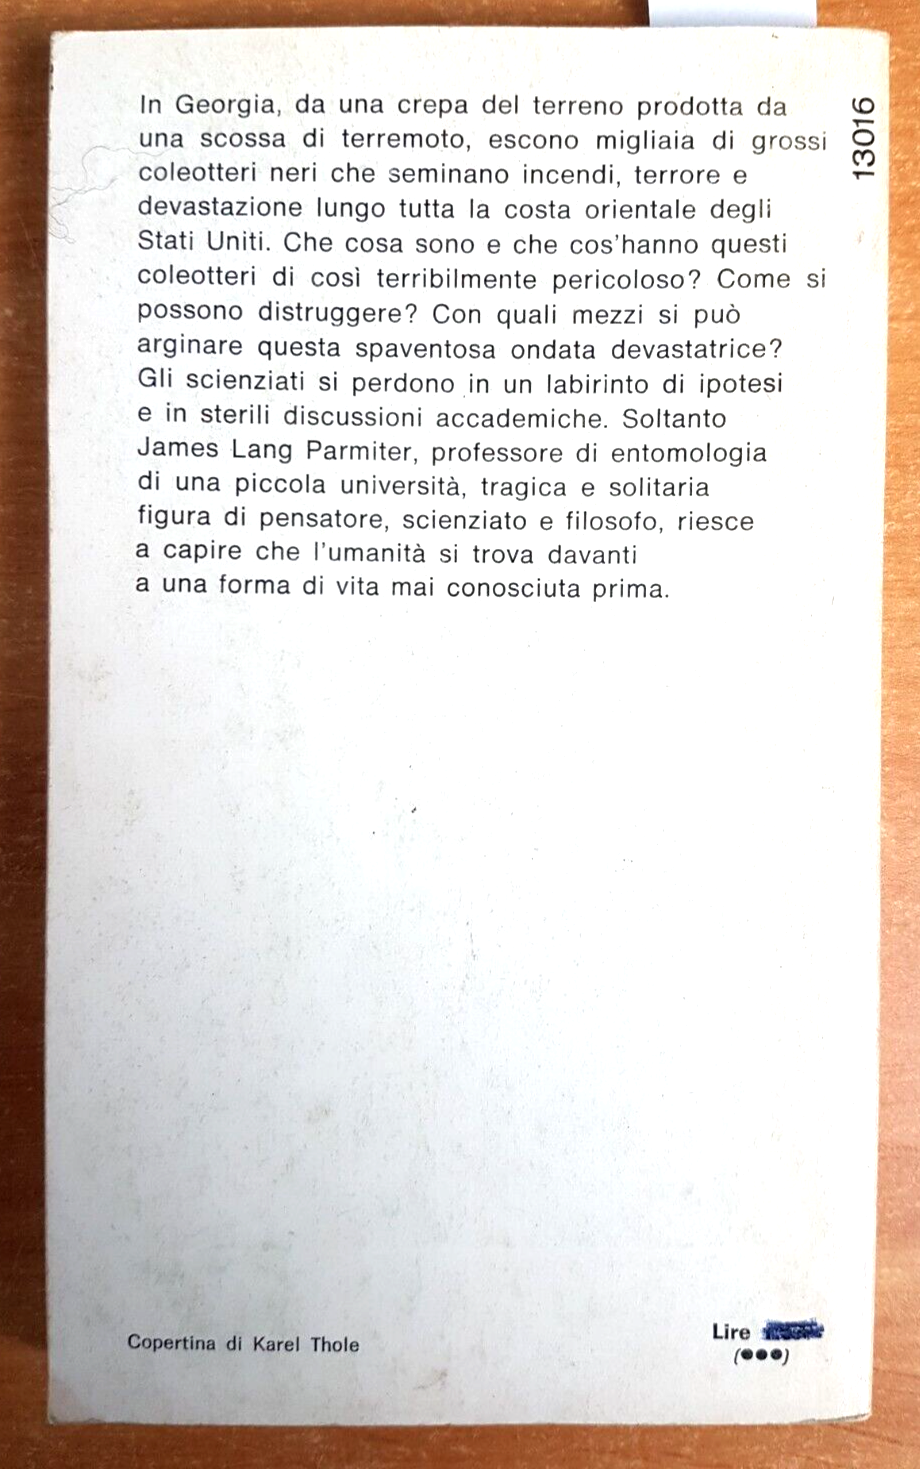 In Georgia, da una crepa del terreno prodotta da
una scossa di terremoto, escono migliaia di grossi
coleotteri neri che seminano incendi, terrore e
devastazione lungo tutta la costa orientale degli
Stati Uniti. Che cosa sono e che cos'hanno questi
coleotteri di così terribilmente pericoloso? Come si
possono distruggere? Con quali mezzi si può
arginare questa spaventosa ondata devastatrice?
Gli scienziati si perdono in un labirinto di ipotesi
e in sterili discussioni accademiche. Soltanto
James Lang Parmiter, professore di entomologia
di una piccola università, tragica e solitaria
figura di pensatore, scienziato e filosofo, riesce
a capire che l'umanità si trova davanti
a una forma di vita mai conosciuta prima.
13016
Copertina di Karel Thole
Lire
(●●●)